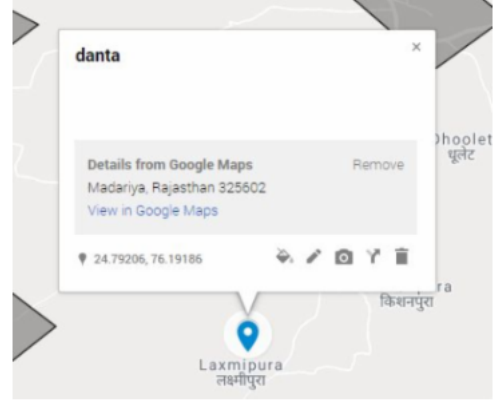 danta
×
Details from Google Maps
Remove
Madariya, Rajasthan 325602
View in Google Maps
24.79206, 76.19186
Dhoolet
धूलेट
ra
किशनपुरा
Laxmipura
लक्ष्मीपुरा